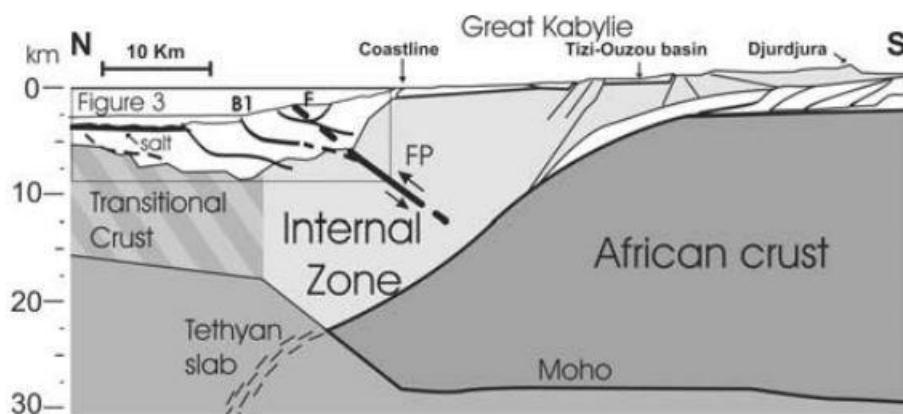 Great Kabylie
N
S
10 Km
Coastline
Tizi-Ouzou basin
Djurdjura
km
0
10
20
30
Figure 3
B1
F
salt
FP
Transitional
Crust
Internal
Zone
African crust
Tethyan
slab
Moho